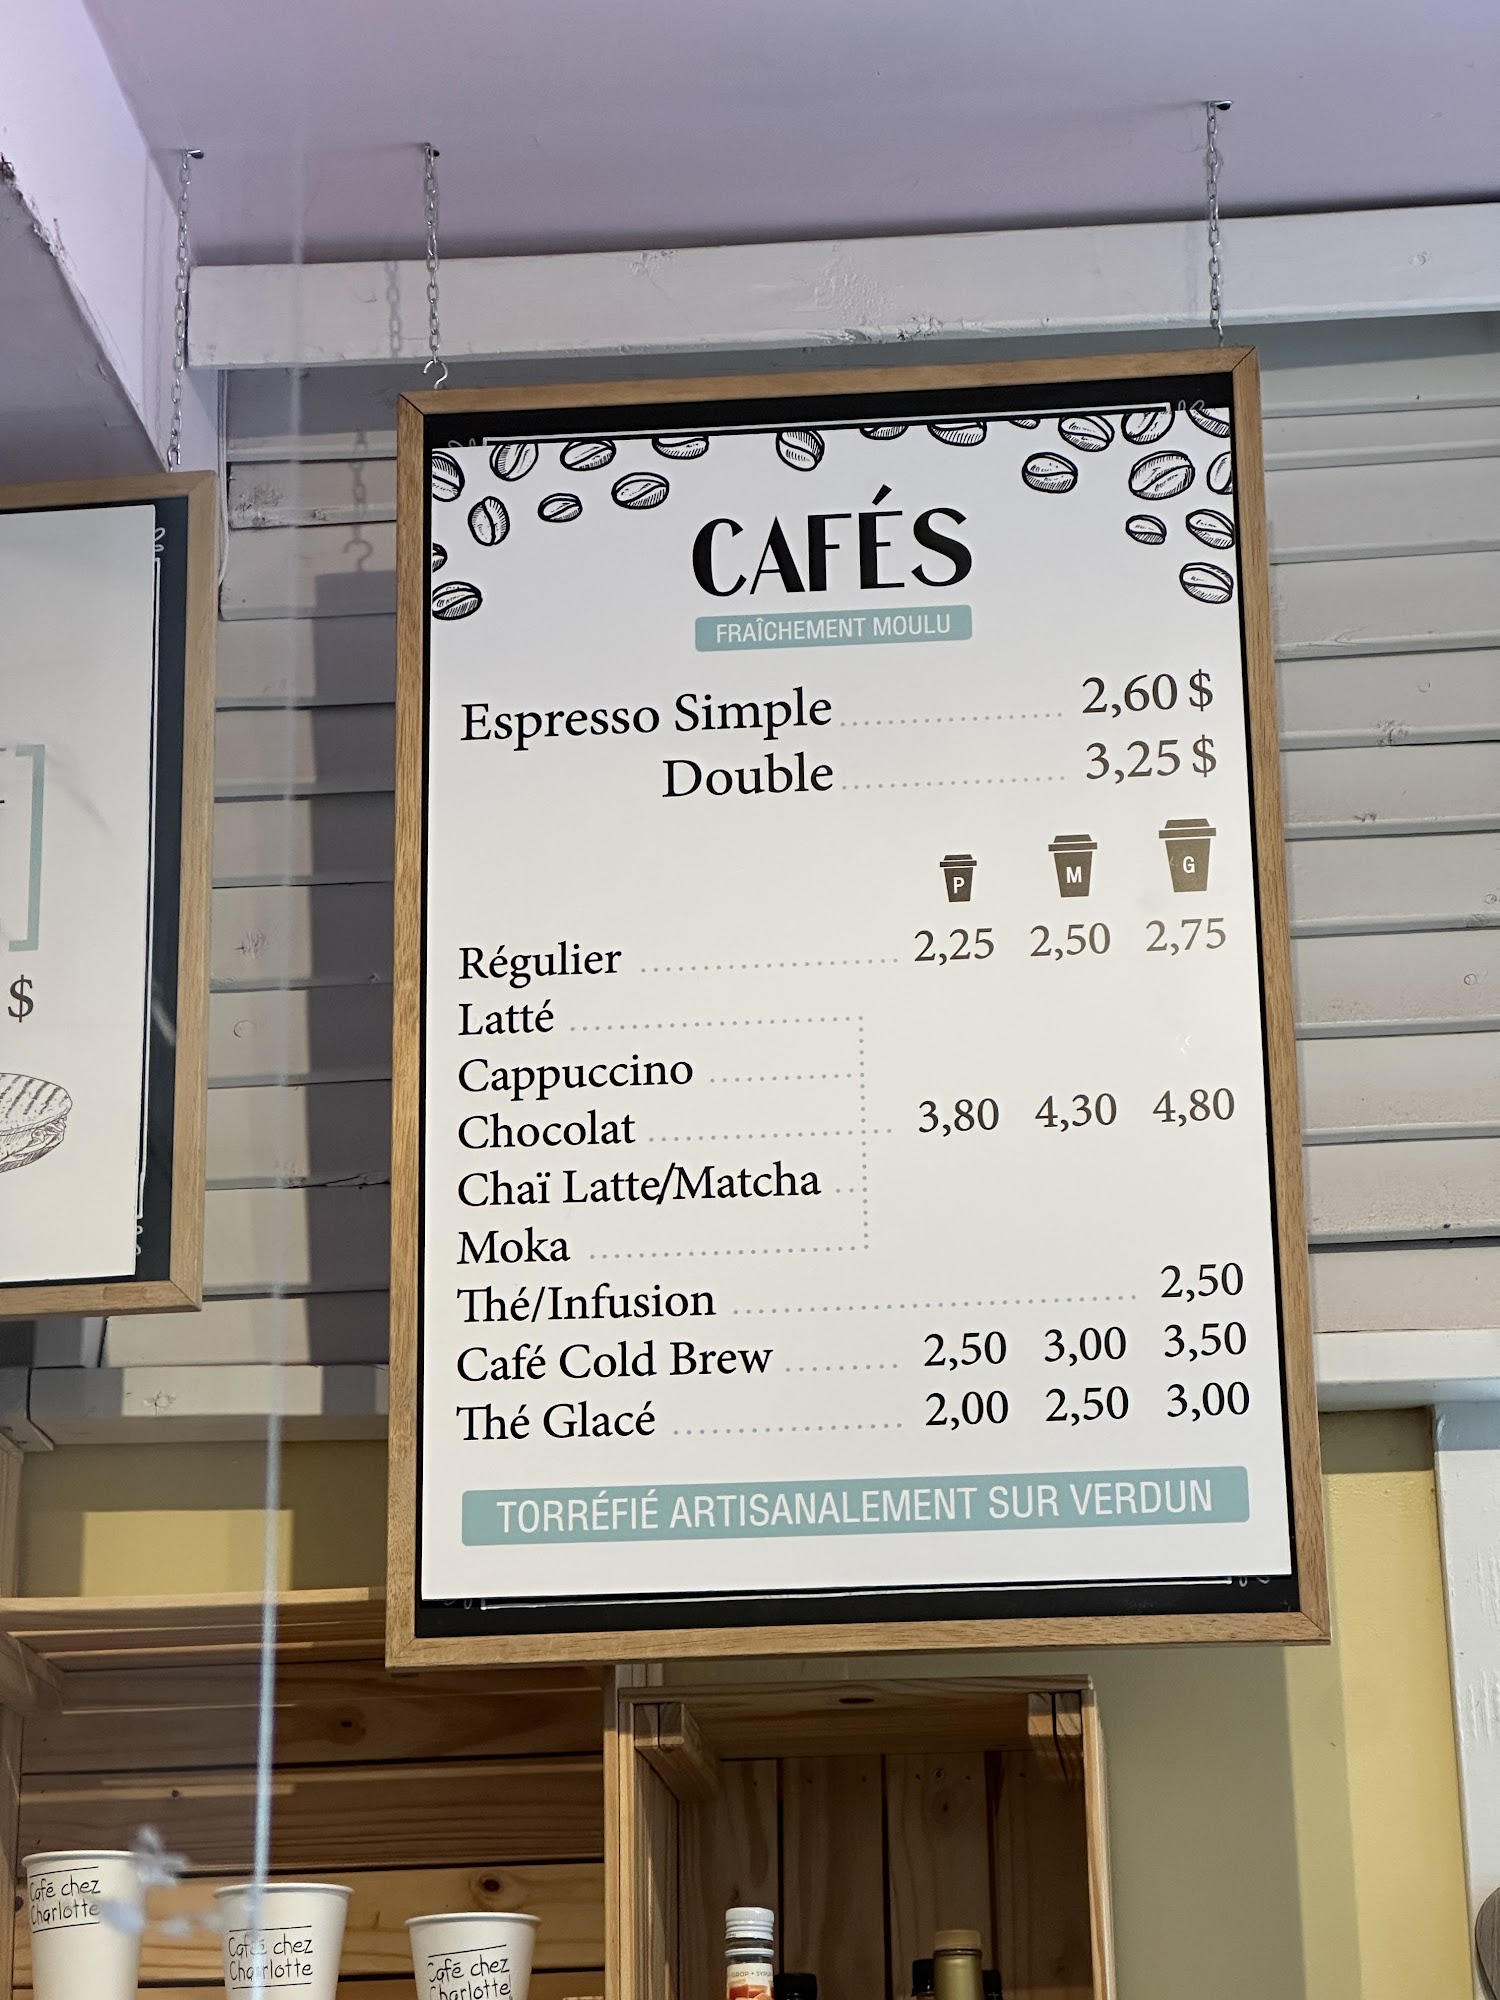 CAFÉS
FRAÎCHEMENT MOULU
Espresso Simple 2,60 $
Double 3,25 $
P M G
Régulier 2,25 2,50 2,75
Latté
Cappuccino
Chocolat 3,80 4,30 4,80
Chaï Latte/Matcha
Moka
Thé/Infusion 2,50
Café Cold Brew 2,50 3,00 3,50
Thé Glacé 2,00 2,50 3,00
TORRÉFIÉ ARTISANALEMENT SUR VERDUN
$
Café chez
Charlotte
Café chez
Charlotte
Café chez
Charlotte